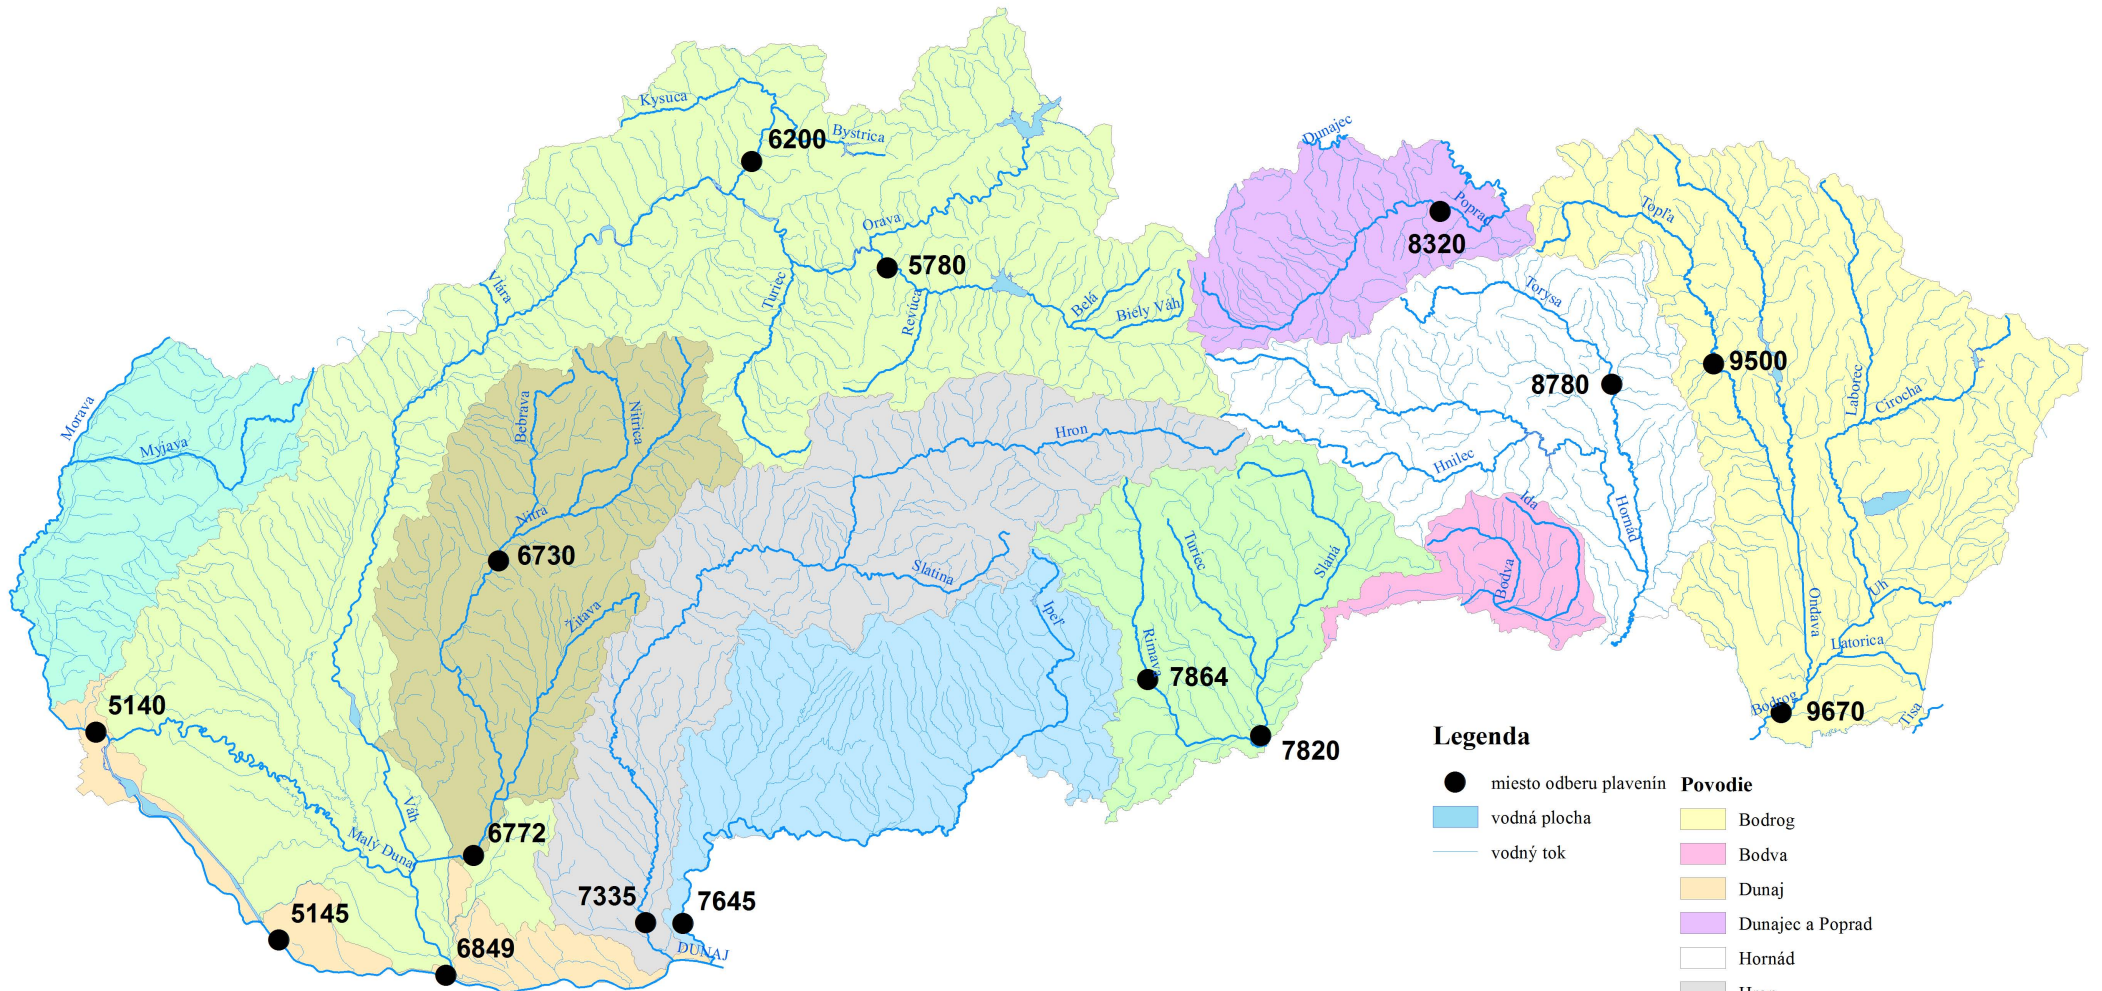 Kysuca
Bystrica
6200
Dunajec
Orava
Poprad
8320
Topľa
5780
Vlára
Turiec
Revúca
Belá
Biely Váh
Torysa
9500
8780
Laborec
Cirocha
Morava
Myjava
Bebrava
Nitrica
Hron
Hnilec
Nitra
6730
Slatina
Turiec
Slaná
Ida
Hornád
Bodva
Žitava
Ipeľ
Rimava
7864
Ondava
Uh
Latorica
5140
7820
Bodrog
9670
Tisa
Váh
Malý Dunaj
6772
7335
7645
5145
6849
DUNAJ
Legenda
miesto odberu plavenín
vodná plocha
vodný tok
Povodie
Bodrog
Bodva
Dunaj
Dunajec a Poprad
Hornád